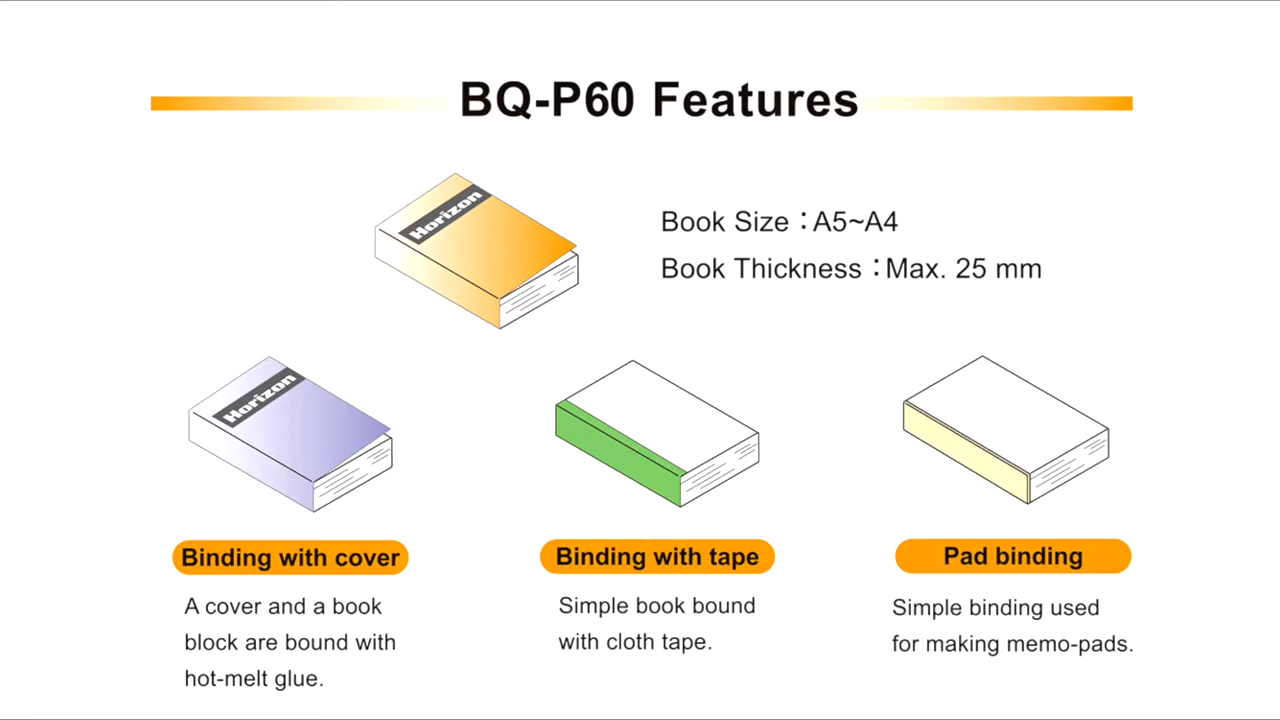 BQ-P60 Features
Horizon
Book Size：A5~A4
Book Thickness：Max. 25 mm
Horizon
Binding with cover
A cover and a book
block are bound with
hot-melt glue.
Binding with tape
Simple book bound
with cloth tape.
Pad binding
Simple binding used
for making memo-pads.